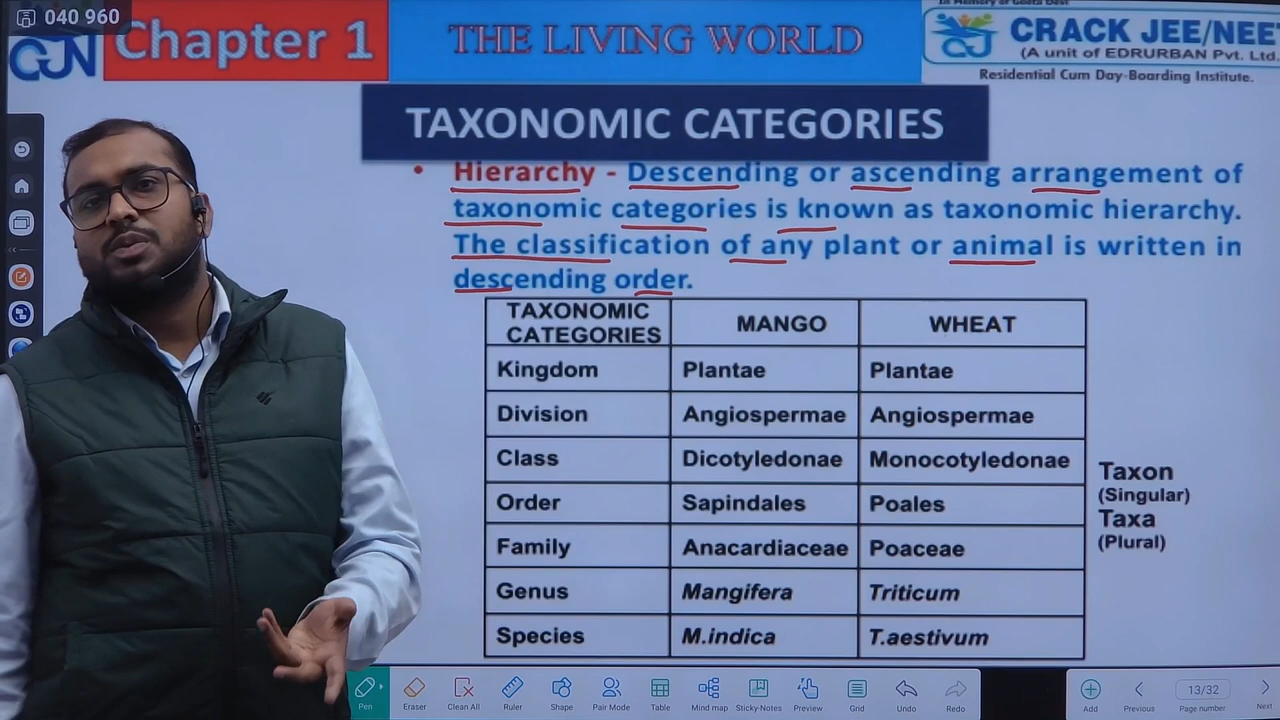 040 960
GJN
Chapter 1
THE LIVING WORLD
CRACK JEE/NEE
(A unit of EDRURBAN Pvt. Ltd.
Residential Cum Day-Boarding Institute.
TAXONOMIC CATEGORIES
• Hierarchy - Descending or ascending arrangement of
taxonomic categories is known as taxonomic hierarchy.
The classification of any plant or animal is written in
descending order.
TAXONOMIC CATEGORIES MANGO WHEAT
Kingdom Plantae Plantae
Division Angiospermae Angiospermae
Class Dicotyledonae Monocotyledonae
Order Sapindales Poales
Family Anacardiaceae Poaceae
Genus Mangifera Triticum
Species M.indica T.aestivum
Taxon
(Singular)
Taxa
(Plural)
Pen Eraser Clean All Ruler Shape Pair Mode Table Mind map Sticky-Notes Preview Grid Undo Redo Add Previous Page number Next
13/32